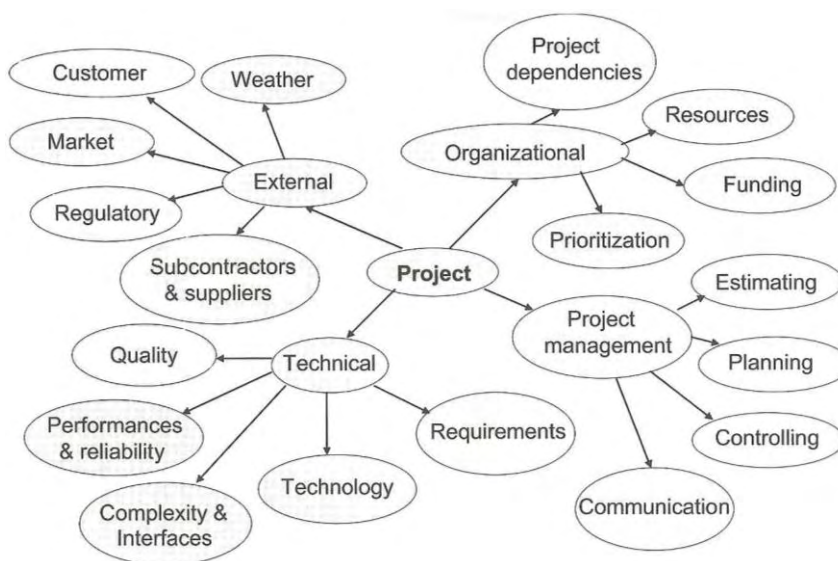 Customer
Weather
Market
External
Regulatory
Subcontractors
& suppliers
Project
dependencies
Organizational
Resources
Funding
Prioritization
Project
Technical
Quality
Performances
& reliability
Complexity &
Interfaces
Technology
Requirements
Project
management
Estimating
Planning
Controlling
Communication